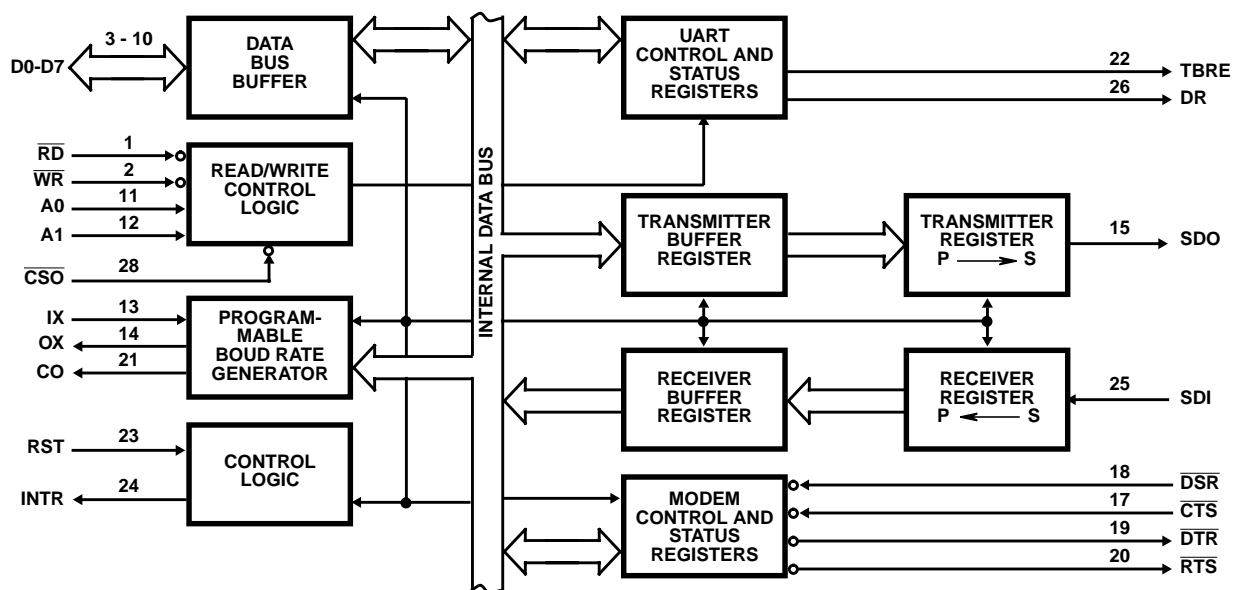 3 - 10
D0-D7
DATA
BUS
BUFFER
UART
CONTROL AND
STATUS
REGISTERS
22
TBRE
26
DR
RD
1
WR
2
A0
11
A1
12
READ/WRITE
CONTROL
LOGIC
CSO
28
INTERNAL DATA BUS
TRANSMITTER
BUFFER
REGISTER
TRANSMITTER
REGISTER
P S
15
SDO
IX
13
OX
14
CO
21
PROGRAM-
MABLE
BOUD RATE
GENERATOR
RECEIVER
BUFFER
REGISTER
RECEIVER
REGISTER
P S
25
SDI
RST
23
INTR
24
CONTROL
LOGIC
MODEM
CONTROL AND
STATUS
REGISTERS
18
DSR
17
CTS
19
DTR
20
RTS